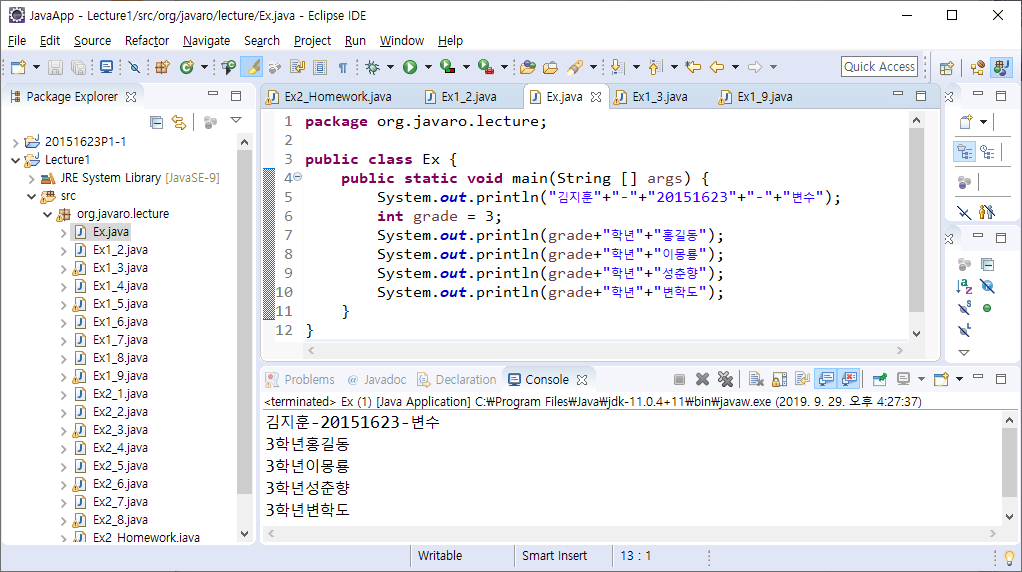 JavaApp - Lecture1/src/org/javaro/lecture/Ex.java - Eclipse IDE
File Edit Source Refactor Navigate Search Project Run Window Help
Quick Access
Package Explorer
20151623P1-1
Lecture1
JRE System Library [JavaSE-9]
src
org.javaro.lecture
Ex.java
Ex1_2.java
Ex1_3.java
Ex1_4.java
Ex1_5.java
Ex1_6.java
Ex1_7.java
Ex1_8.java
Ex1_9.java
Ex2_1.java
Ex2_2.java
Ex2_3.java
Ex2_4.java
Ex2_5.java
Ex2_6.java
Ex2_7.java
Ex2_8.java
Ex2_Homework.java
Ex2_Homework.java Ex1_2.java Ex.java Ex1_3.java Ex1_9.java
1 package org.javaro.lecture;
2
3 public class Ex {
4 public static void main(String [] args) {
5 System.out.println("김지훈"+"-"+"20151623"+"-"+"변수");
6 int grade = 3;
7 System.out.println(grade+"학년"+"홍길동");
8 System.out.println(grade+"학년"+"이몽룡");
9 System.out.println(grade+"학년"+"성춘향");
10 System.out.println(grade+"학년"+"변학도");
11 }
12 }
Problems @ Javadoc Declaration Console
<terminated> Ex (1) [Java Application] C:₩Program Files₩Java₩jdk-11.0.4+11₩bin₩javaw.exe (2019. 9. 29. 오후 4:27:37)
김지훈-20151623-변수
3학년홍길동
3학년이몽룡
3학년성춘향
3학년변학도
Writable Smart Insert 13 : 1